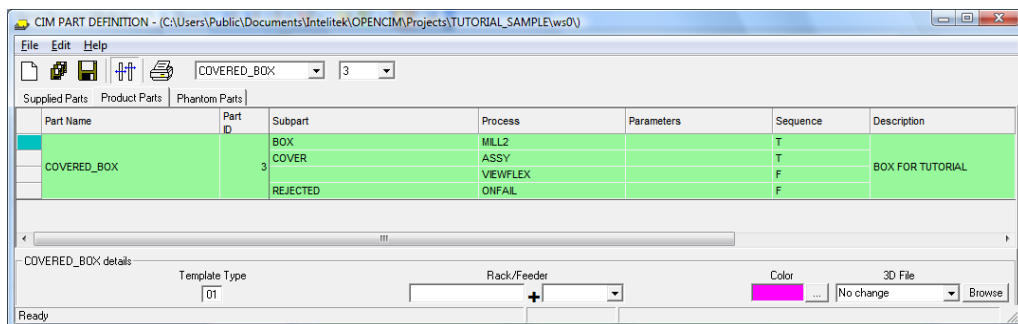 CIM PART DEFINITION - (C:\Users\Public\Documents\Intelitek\OPENCIM\Projects\TUTORIAL_SAMPLE\ws0\)
File Edit Help
COVERED_BOX 3
Supplied Parts Product Parts Phantom Parts
Part Name Part ID Subpart Process Parameters Sequence Description
BOX MILL2 T
COVERED_BOX 3 COVER ASSY T BOX FOR TUTORIAL
VIEWFLEX F
REJECTED ONFAIL F
COVERED_BOX details
Template Type Rack/Feeder Color 3D File
01 + ... No change Browse
Ready